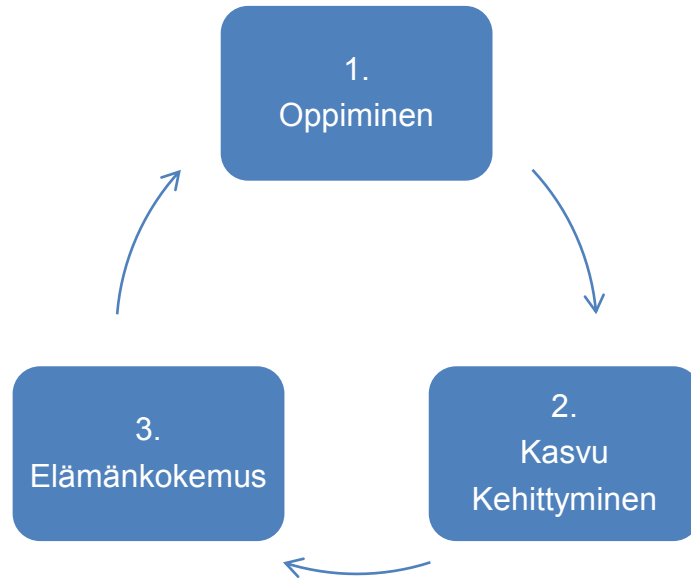 1.
Oppiminen
2.
Kasvu
Kehittyminen
3.
Elämänkokemus